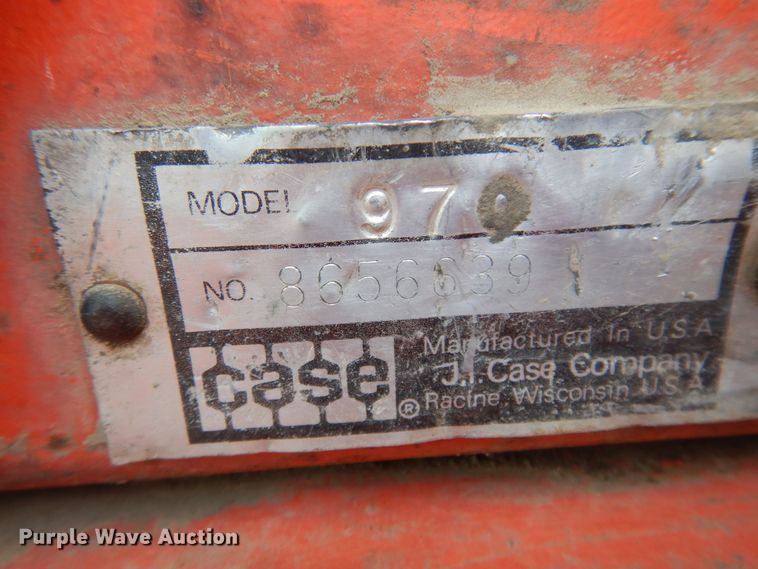 MODEL 970
NO. 8656639
case ®
Manufactured In U.S.A
J.I. Case Company
Racine Wisconsin U.S.A
Purple Wave Auction®